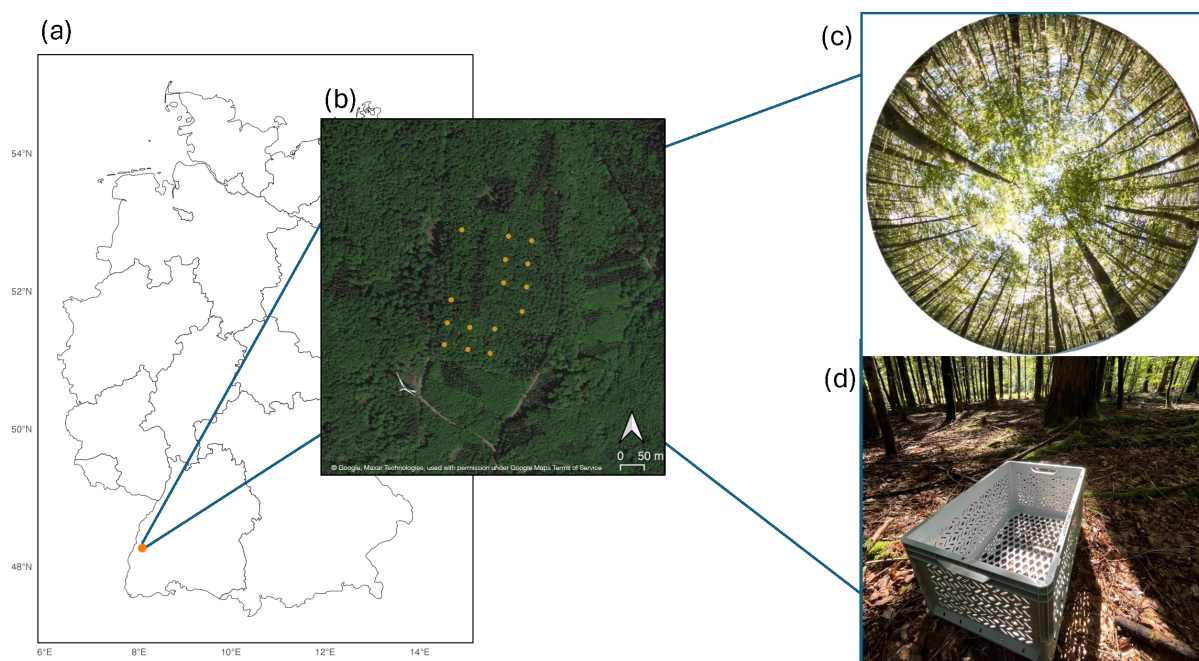 (a)
(b)
(c)
(d)
54°N
52°N
50°N
48°N
6°E
8°E
10°E
12°E
14°E
0 50 m
© Google, Maxar Technologies, used with permission under Google Maps Terms of Service